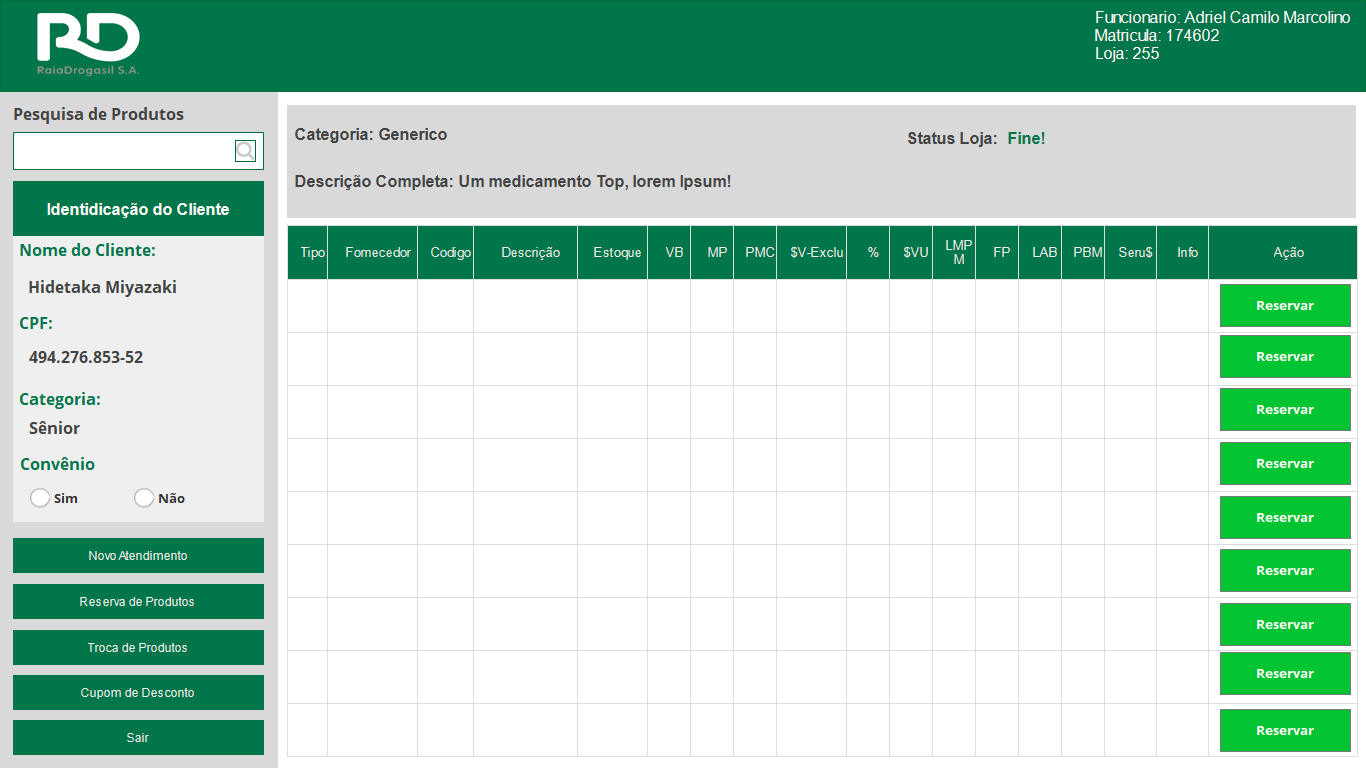 RD
RaiaDrogasil S.A.
Funcionario: Adriel Camilo Marcolino
Matricula: 174602
Loja: 255
Pesquisa de Produtos
Identidicação do Cliente
Nome do Cliente:
Hidetaka Miyazaki
CPF:
494.276.853-52
Categoria:
Sênior
Convênio
Sim Não
Novo Atendimento
Reserva de Produtos
Troca de Produtos
Cupom de Desconto
Sair
Categoria: Generico
Status Loja: Fine!
Descrição Completa: Um medicamento Top, lorem Ipsum!
Tipo Fornecedor Codigo Descrição Estoque VB MP PMC $V-Exclu % $VU LMPM FP LAB PBM Seru$ Info Ação
Reservar
Reservar
Reservar
Reservar
Reservar
Reservar
Reservar
Reservar
Reservar